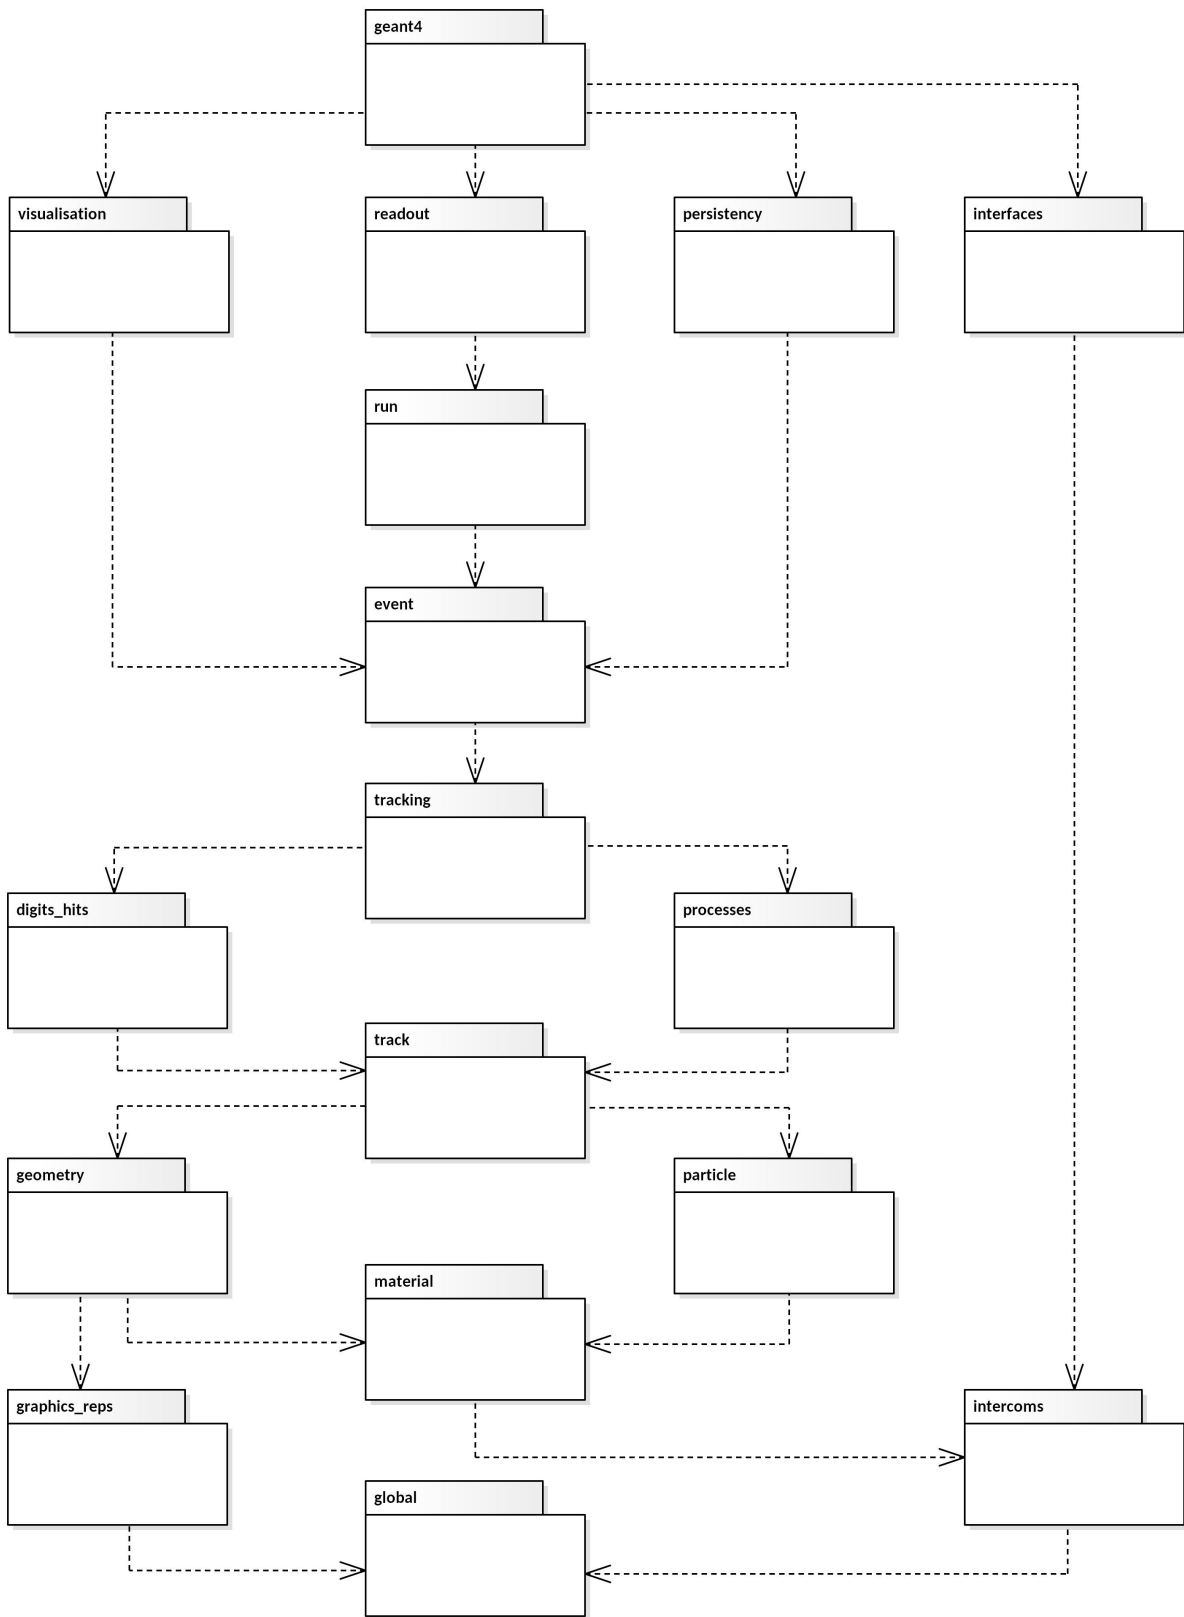 geant4
visualisation
readout
persistency
interfaces
run
event
tracking
digits_hits
processes
track
geometry
particle
material
graphics_reps
intercoms
global